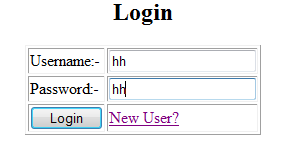 Login
Username:- hh
Password:- hh
Login New User?